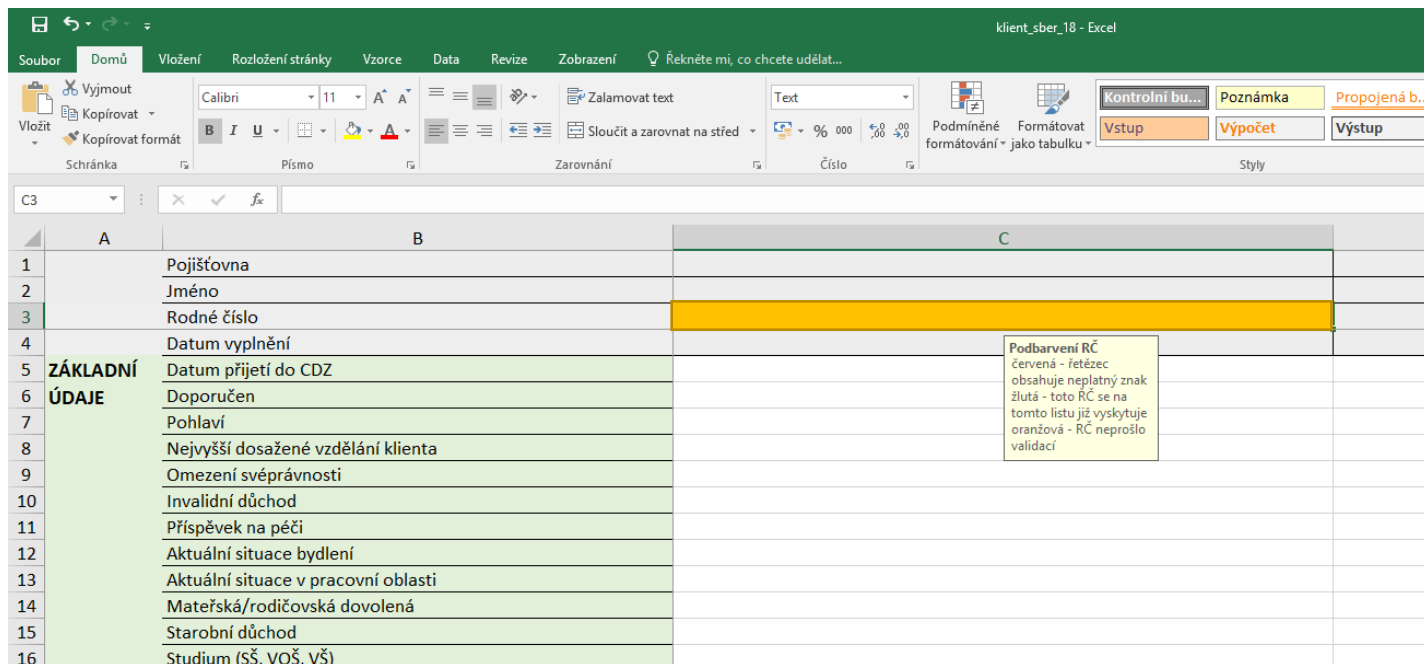 klient_sber_18 - Excel
Soubor Domů Vložení Rozložení stránky Vzorce Data Revize Zobrazení Řekněte mi, co chcete udělat...
Vložit
Vyjmout
Kopírovat
Kopírovat formát
Schránka
Calibri 11 A A
B I U A
Písmo
Zalamovat text
Sloučit a zarovnat na střed
Zarovnání
Text
% 000 ,00 ,0
Číslo
Podmíněné formátování
Formátovat jako tabulku
Kontrolní bu... Poznámka Propojená b...
Vstup Výpočet Výstup
Styly
C3 fx
A B C
1 Pojišťovna
2 Jméno
3 Rodné číslo
4 Datum vyplnění
5 ZÁKLADNÍ Datum přijetí do CDZ
6 ÚDAJE Doporučen
7 Pohlaví
8 Nejvyšší dosažené vzdělání klienta
9 Omezení svéprávnosti
10 Invalidní důchod
11 Příspěvek na péči
12 Aktuální situace bydlení
13 Aktuální situace v pracovní oblasti
14 Mateřská/rodičovská dovolená
15 Starobní důchod
16 Studium (SŠ, VOŠ, VŠ)
Podbarvení RČ
červená - řetězec
obsahuje neplatný znak
žlutá - toto RČ se na
tomto listu již vyskytuje
oranžová - RČ neprošlo
validací